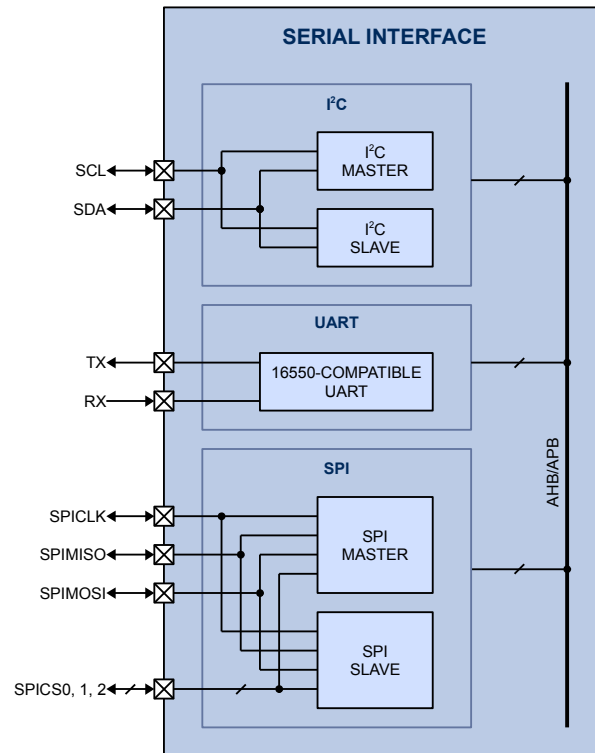 SERIAL INTERFACE
I²C
SCL
SDA
I²C
MASTER
I²C
SLAVE
UART
TX
RX
16550-COMPATIBLE
UART
AHB/APB
SPI
SPICLK
SPIMISO
SPIMOSI
SPICS0, 1, 2
SPI
MASTER
SPI
SLAVE